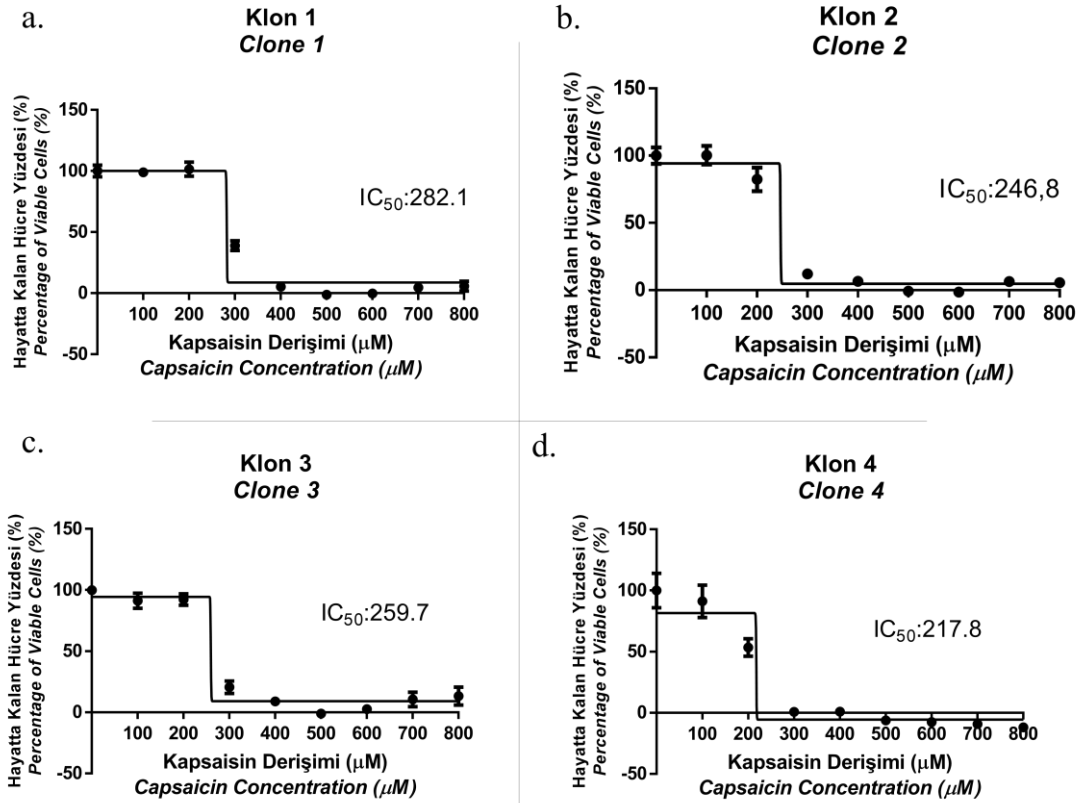 a.
Klon 1
Clone 1
Hayatta Kalan Hücre Yüzdesi (%)
Percentage of Viable Cells (%)
150
100
50
0
-50
IC50:282.1
100 200 300 400 500 600 700 800
Kapsaisin Derişimi (µM)
Capsaicin Concentration (µM)
b.
Klon 2
Clone 2
Hayatta Kalan Hücre Yüzdesi (%)
Percentage of Viable Cells (%)
150
100
50
0
-50
IC50:246,8
100 200 300 400 500 600 700 800
Kapsaisin Derişimi (µM)
Capsaicin Concentration (µM)
c.
Klon 3
Clone 3
Hayatta Kalan Hücre Yüzdesi (%)
Percentage of Viable Cells (%)
150
100
50
0
-50
IC50:259.7
100 200 300 400 500 600 700 800
Kapsaisin Derişimi (µM)
Capsaicin Concentration (µM)
d.
Klon 4
Clone 4
Hayatta Kalan Hücre Yüzdesi (%)
Percentage of Viable Cells (%)
150
100
50
0
-50
IC50:217.8
100 200 300 400 500 600 700 800
Kapsaisin Derişimi (µM)
Capsaicin Concentration (µM)